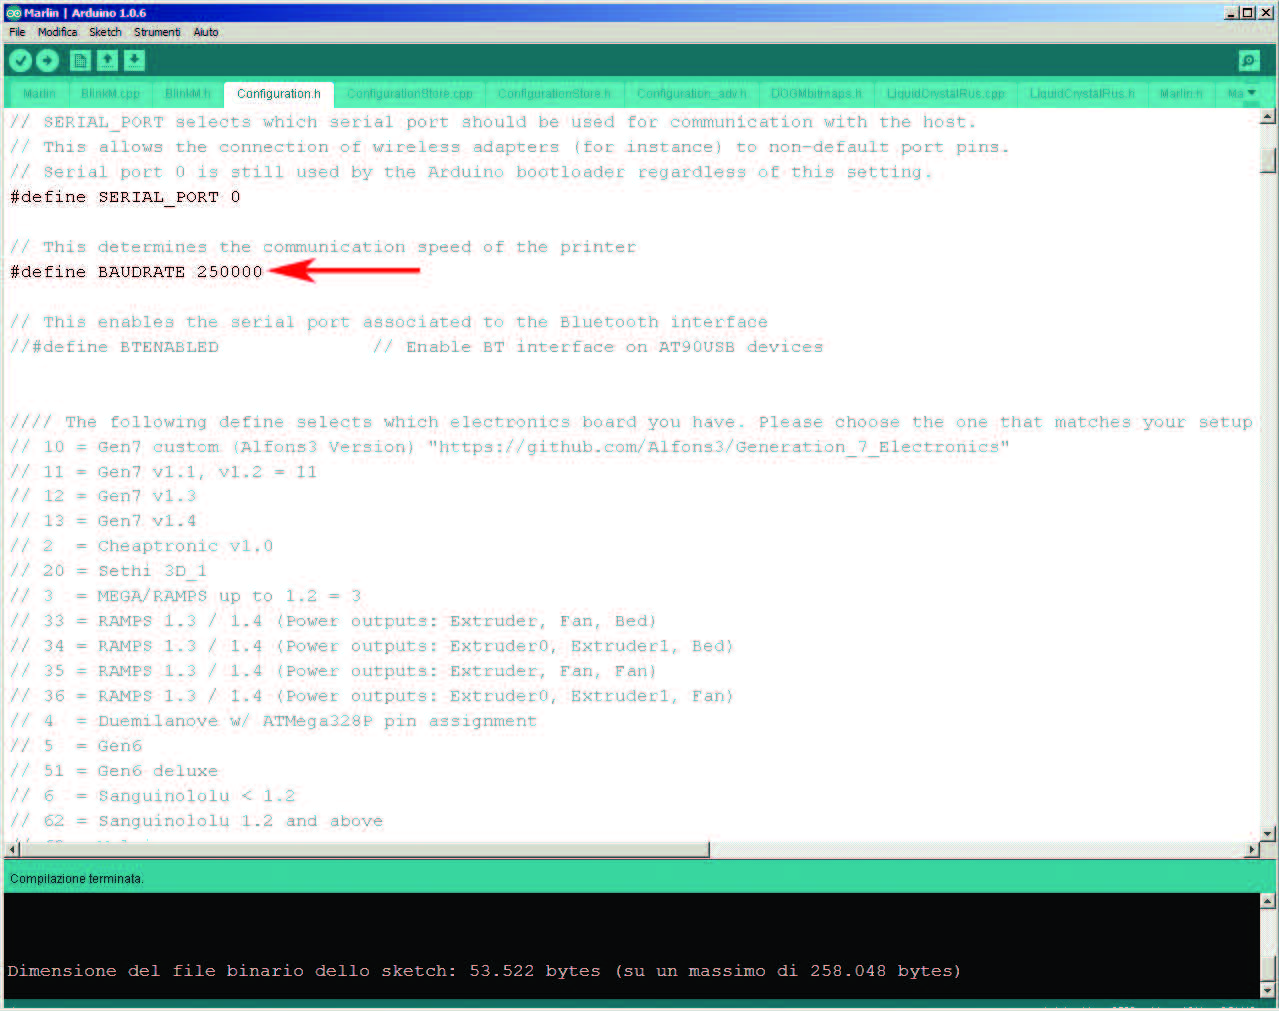 Marlin | Arduino 1.0.6
File Modifica Sketch Strumenti Aiuto
Marlin BlinkM.cpp BlinkM.h Configuration.h ConfigurationStore.cpp ConfigurationStore.h Configuration_adv.h DOGMbitmaps.h LiquidCrystalRus.cpp LiquidCrystalRus.h Marlin.h Ma
// SERIAL_PORT selects which serial port should be used for communication with the host.
// This allows the connection of wireless adapters (for instance) to non-default port pins.
// Serial port 0 is still used by the Arduino bootloader regardless of this setting.
#define SERIAL_PORT 0
// This determines the communication speed of the printer
#define BAUDRATE 250000
// This enables the serial port associated to the Bluetooth interface
//#define BTENABLED // Enable BT interface on AT90USB devices
//// The following define selects which electronics board you have. Please choose the one that matches your setup
// 10 = Gen7 custom (Alfons3 Version) "https://github.com/Alfons3/Generation_7_Electronics"
// 11 = Gen7 v1.1, v1.2 = 11
// 12 = Gen7 v1.3
// 13 = Gen7 v1.4
// 2 = Cheaptronic v1.0
// 20 = Sethi 3D_1
// 3 = MEGA/RAMPS up to 1.2 = 3
// 33 = RAMPS 1.3 / 1.4 (Power outputs: Extruder, Fan, Bed)
// 34 = RAMPS 1.3 / 1.4 (Power outputs: Extruder0, Extruder1, Bed)
// 35 = RAMPS 1.3 / 1.4 (Power outputs: Extruder, Fan, Fan)
// 36 = RAMPS 1.3 / 1.4 (Power outputs: Extruder0, Extruder1, Fan)
// 4 = Duemilanove w/ ATMega328P pin assignment
// 5 = Gen6
// 51 = Gen6 deluxe
// 6 = Sanguinololu < 1.2
// 62 = Sanguinololu 1.2 and above
Compilazione terminata.
Dimensione del file binario dello sketch: 53.522 bytes (su un massimo di 258.048 bytes)